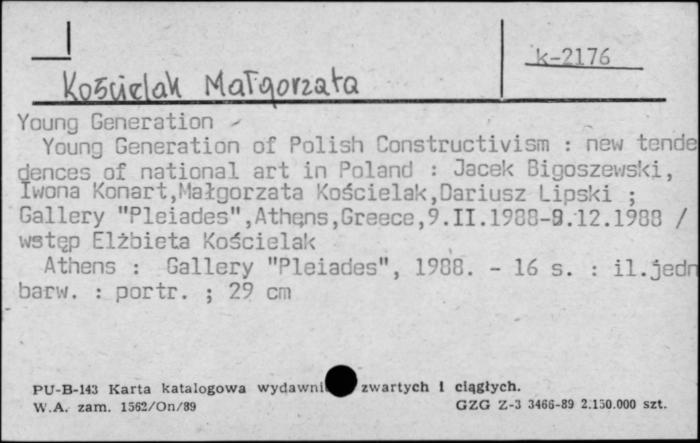 k-2176
Kościelak Małgorzata
Young Generation
Young Generation of Polish Constructivism : new tende
dences of national art in Poland : Jacek Bigoszewski,
Iwona Konart,Małgorzata Kościelak,Dariusz Lipski ;
Gallery "Pleiades",Athens,Greece,9.II.1988-9.12.1988 /
wstęp Elżbieta Kościelak
Athens : Gallery "Pleiades", 1988. - 16 s. : il.jedn
barw. : portr. ; 29 cm
PU-B-143 Karta katalogowa wydawni zwartych i ciągłych.
W.A. zam. 1562/On/89 GZG Z-3 3466-89 2.150.000 szt.